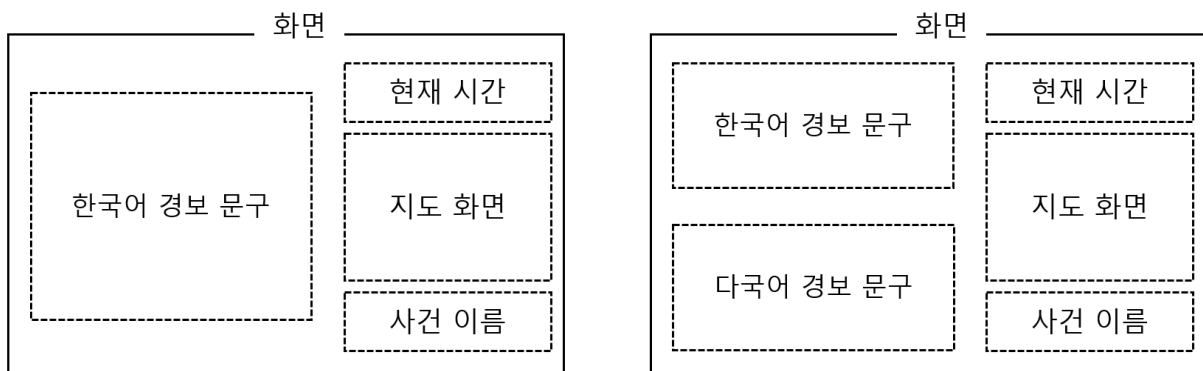 화면
한국어 경보 문구
현재 시간
지도 화면
사건 이름
화면
한국어 경보 문구
다국어 경보 문구
현재 시간
지도 화면
사건 이름